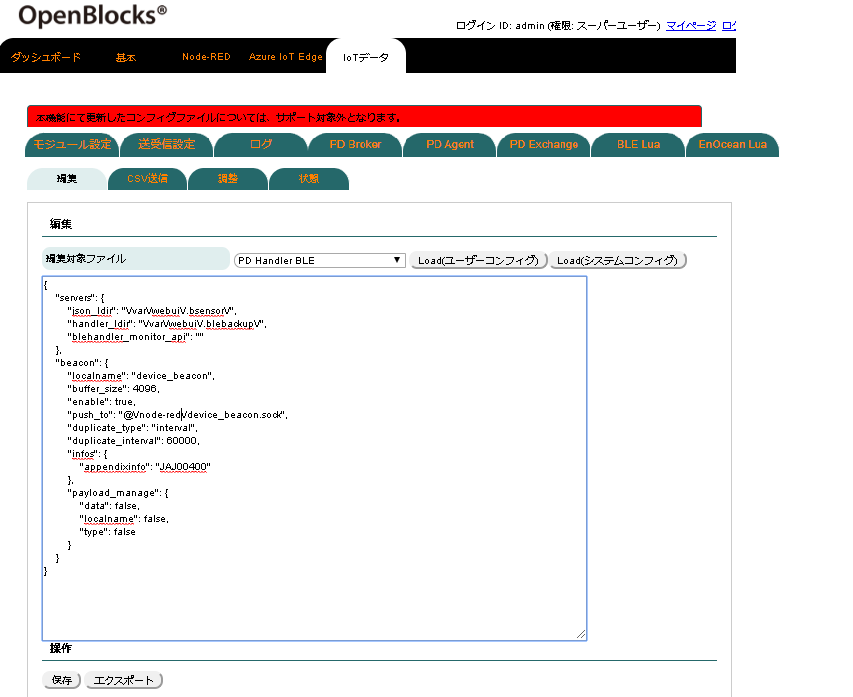 OpenBlocks®
ログイン ID: admin (権限: スーパーユーザー) マイページ ログ
ダッシュボード 基本 Node-RED Azure IoT Edge IoTデータ
本機能にて更新したコンフィグファイルについては、サポート対象外となります。
モジュール設定 送受信設定 ログ PD Broker PD Agent PD Exchange BLE Lua EnOcean Lua
編集 CSV送信 調整 状態
編集
編集対象ファイル PD Handler BLE Load(ユーザーコンフィグ) Load(システムコンフィグ)
{
"servers": {
"json_ldir": "\/var\/webui\/.bsensor\/",
"handler_ldir": "\/var\/webui\/.blebackup\/",
"blehandler_monitor_api": ""
},
"beacon": {
"localname": "device_beacon",
"buffer_size": 4096,
"enable": true,
"push_to": "@\/node-red\/device_beacon.sock",
"duplicate_type": "interval",
"duplicate_interval": 60000,
"infos": {
"appendixinfo": "JAJ00400"
},
"payload_manage": {
"data": false,
"localname": false,
"type": false
}
}
}
操作
保存 エクスポート